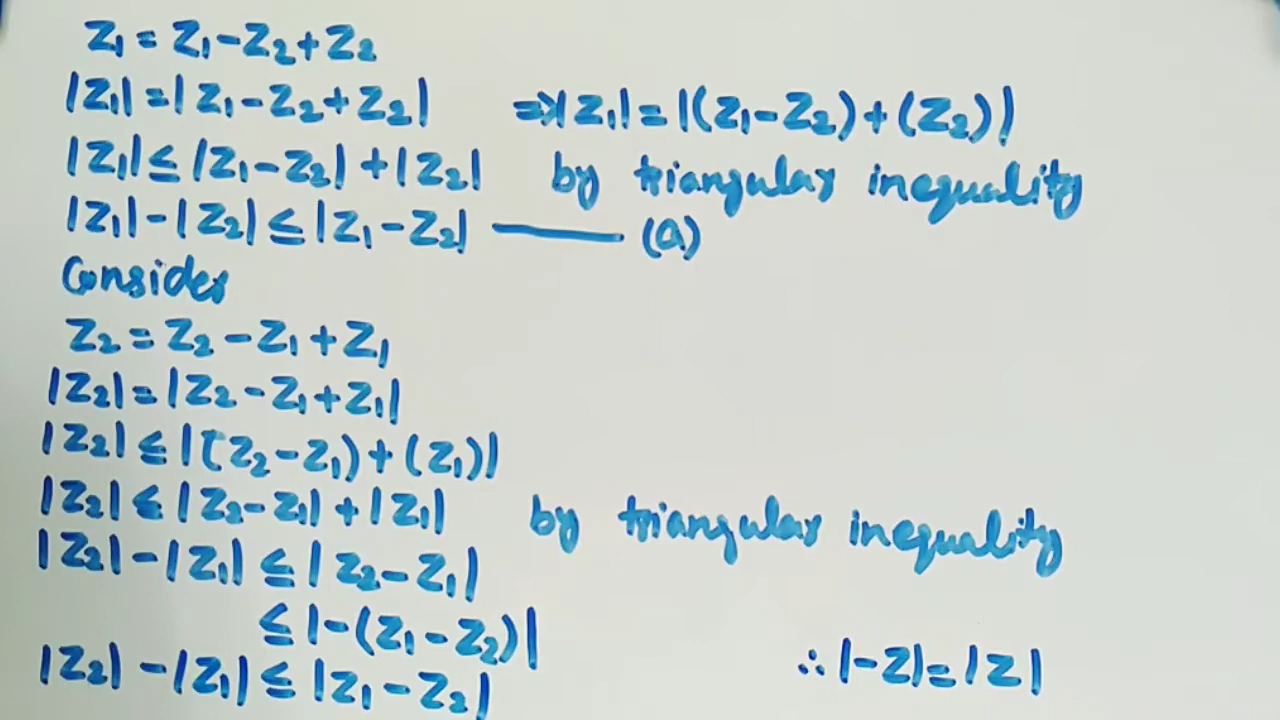 Z₁ = Z₁-Z₂+Z₂
|Z₁| = |Z₁-Z₂+Z₂| ⇒ |Z₁| = |(Z₁-Z₂)+(Z₂)|
|Z₁| ≤ |Z₁-Z₂|+|Z₂| by triangular inequality
|Z₁|-|Z₂| ≤ |Z₁-Z₂| —— (a)
Consider
Z₂ = Z₂-Z₁+Z₁
|Z₂| = |Z₂-Z₁+Z₁|
|Z₂| ≤ |(Z₂-Z₁)+(Z₁)|
|Z₂| ≤ |Z₂-Z₁|+|Z₁| by triangular inequality
|Z₂|-|Z₁| ≤ |Z₂-Z₁|
≤ |-(Z₁-Z₂)|
|Z₂|-|Z₁| ≤ |Z₁-Z₂| ∴ |-Z|=|Z|